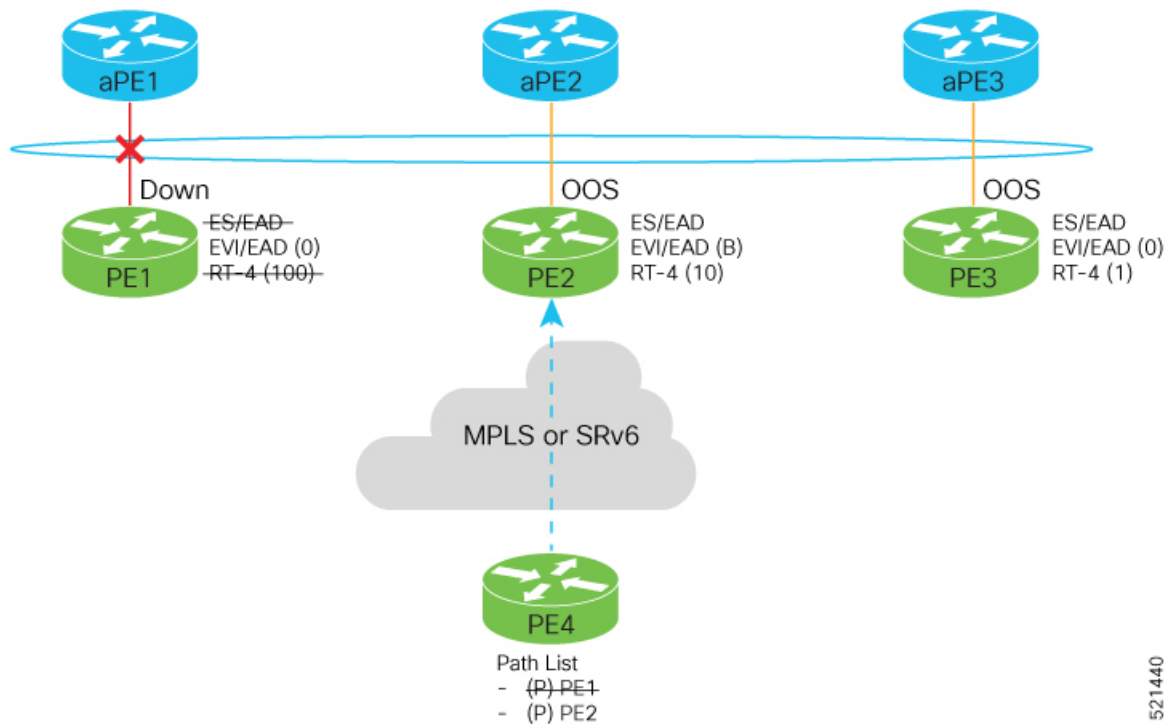 aPE1
aPE2
aPE3
Down
OOS
OOS
ES/EAD
EVI/EAD (0)
RT-4 (100)
PE1
ES/EAD
EVI/EAD (B)
RT-4 (10)
PE2
ES/EAD
EVI/EAD (0)
RT-4 (1)
PE3
MPLS or SRv6
PE4
Path List
- (P) PE1
- (P) PE2
521440